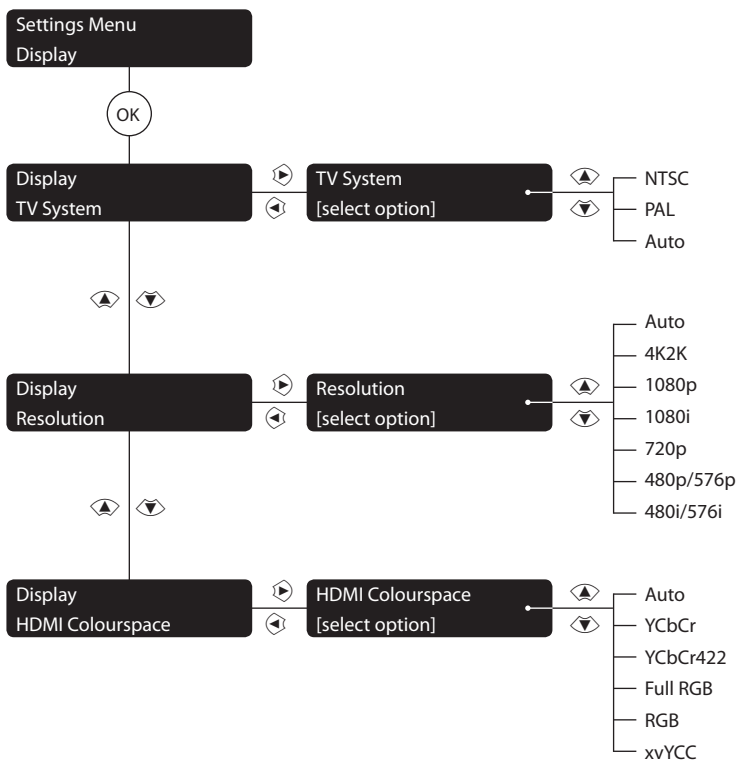 Settings Menu
Display
OK
Display
TV System
TV System
[select option]
NTSC
PAL
Auto
Display
Resolution
Resolution
[select option]
Auto
4K2K
1080p
1080i
720p
480p/576p
480i/576i
Display
HDMI Colourspace
HDMI Colourspace
[select option]
Auto
YCbCr
YCbCr422
Full RGB
RGB
xvYCC